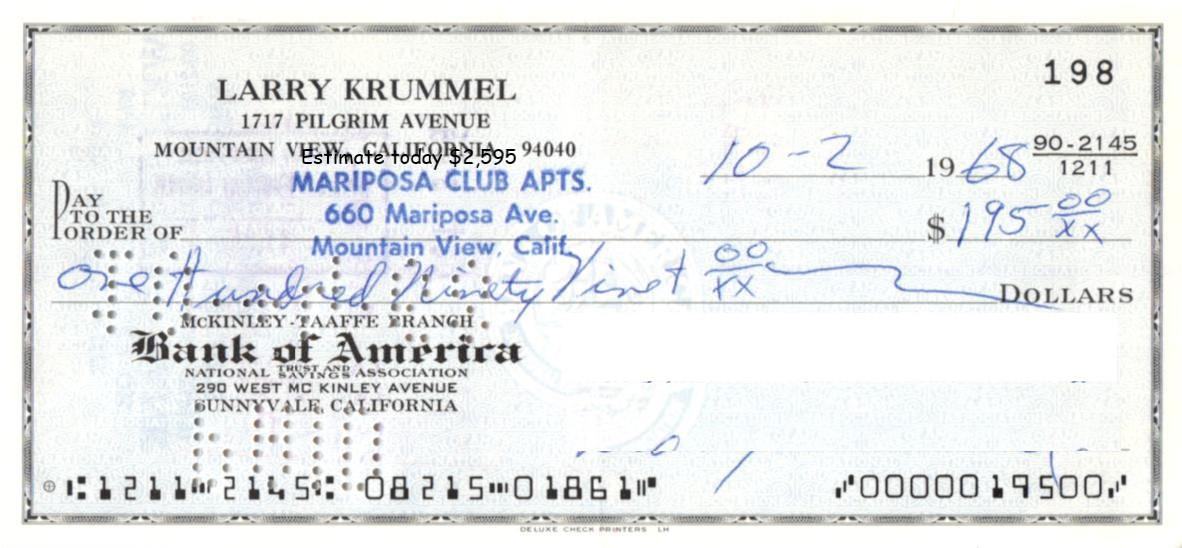 198
LARRY KRUMMEL
1717 PILGRIM AVENUE
MOUNTAIN VIEW, CALIFORNIA 94040
Estimate today $2,595
10-2 1968
90-2145
1211
PAY TO THE ORDER OF
MARIPOSA CLUB APTS.
660 Mariposa Ave.
Mountain View, Calif.
$ 195 00/XX
One Hundred Ninety + 00/XX DOLLARS
MCKINLEY-TAAFFE BRANCH
Bank of America
NATIONAL TRUST AND SAVINGS ASSOCIATION
290 WEST MC KINLEY AVENUE
SUNNYVALE, CALIFORNIA
⑆1211⑉2145⑆ 08215⑉01861⑈ ⑇0000019500⑇
DELUXE CHECK PRINTERS LH